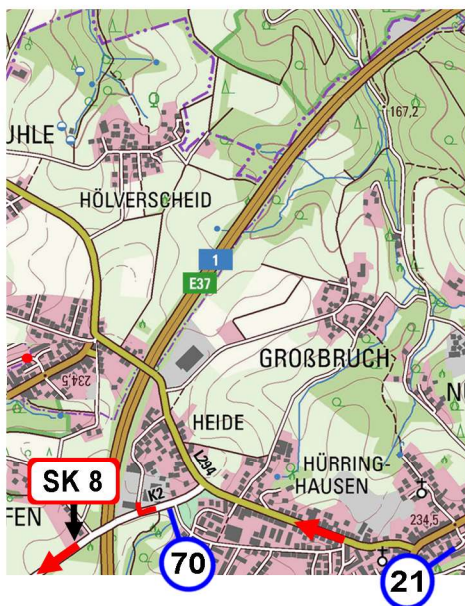 167,2
UHLE
HÖLVERSCHEID
1
E37
GROßBRUCH
234,5
HEIDE
NÜ
L294
HÜRRING-
HAUSEN
SK 8
K2
FEN
234,5
70
21